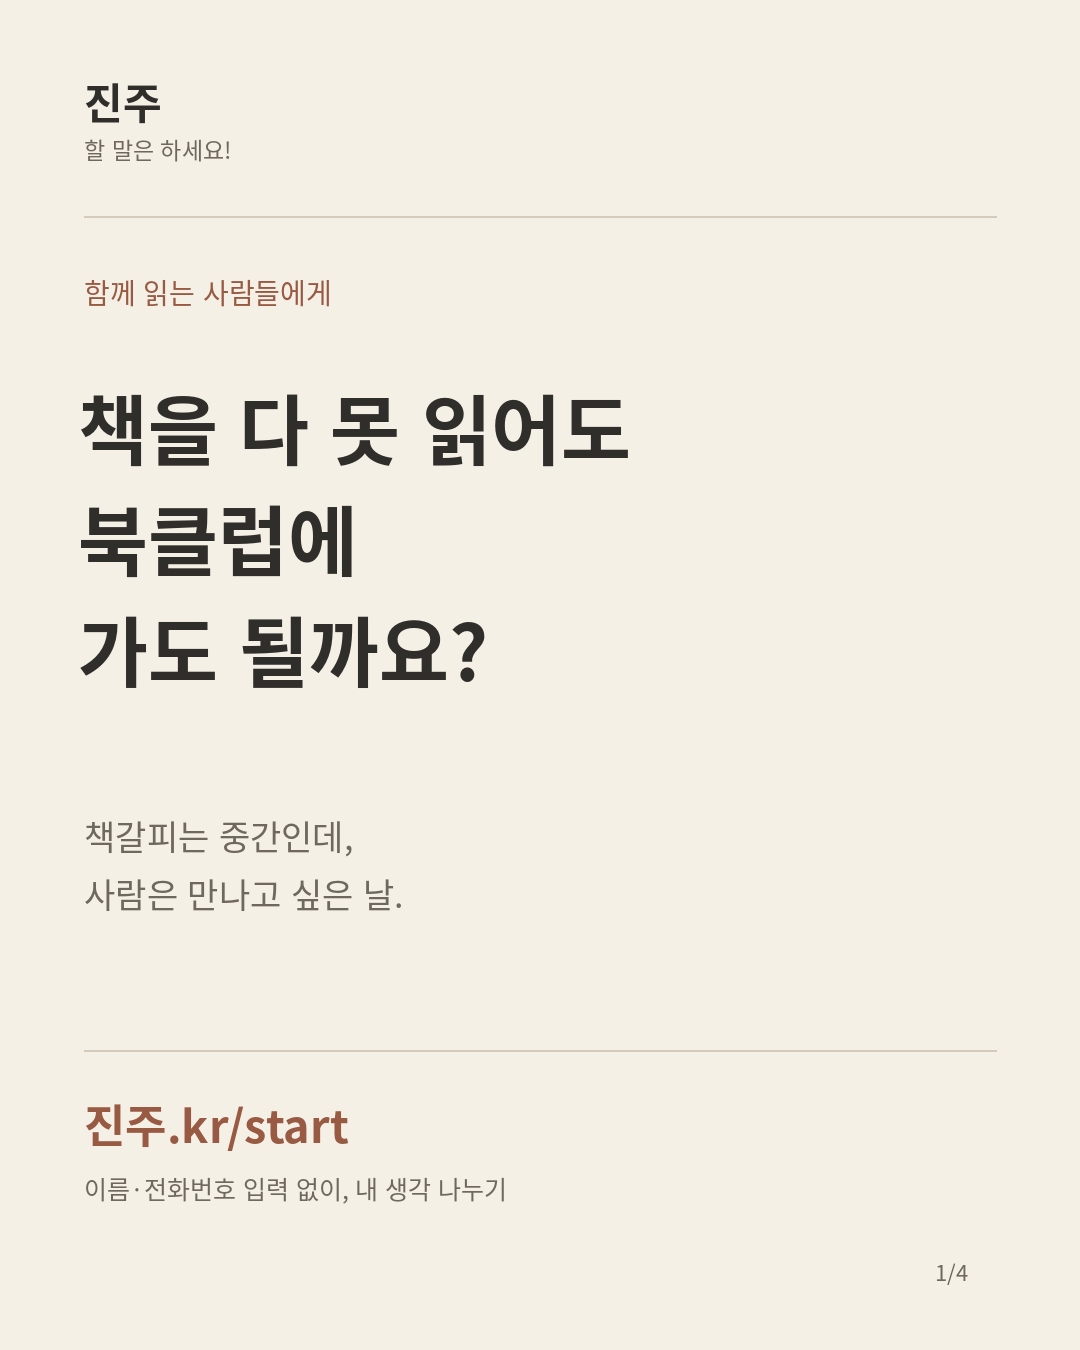 진주
할 말은 하세요!
함께 읽는 사람들에게
책을 다 못 읽어도
북클럽에
가도 될까요?
책갈피는 중간인데,
사람은 만나고 싶은 날.
진주.kr/start
이름·전화번호 입력 없이, 내 생각 나누기
1/4